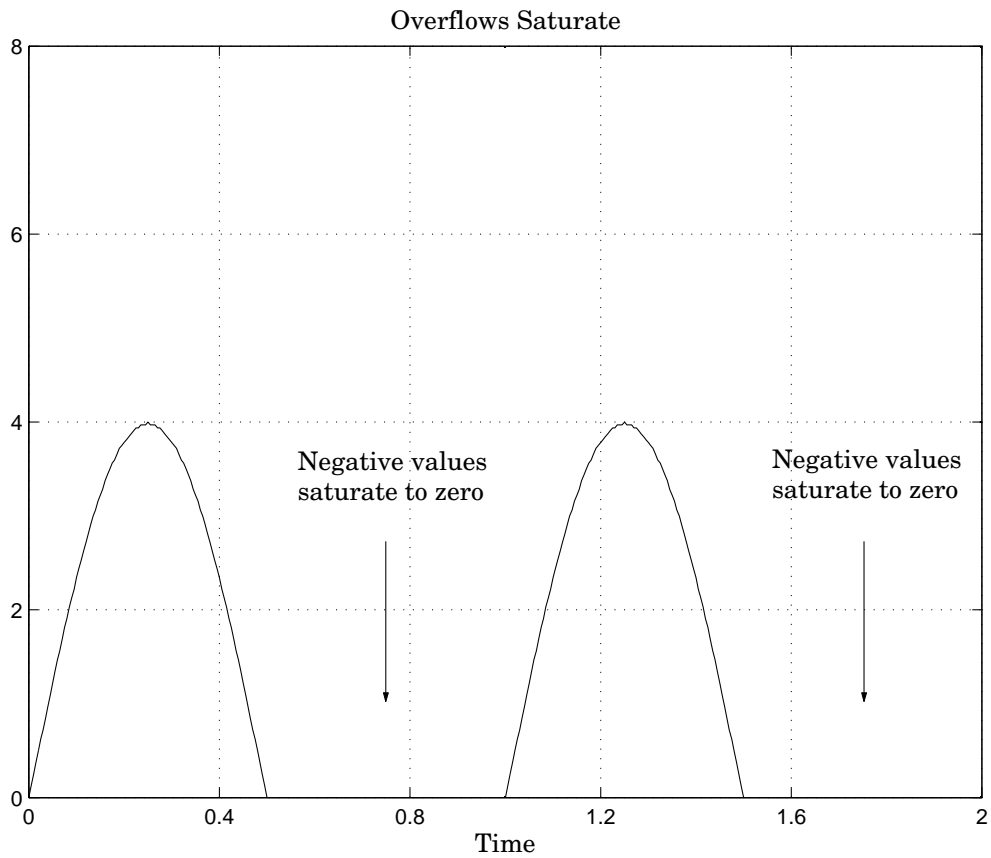 Overflows Saturate
8
6
4
Negative values
saturate to zero
Negative values
saturate to zero
2
0
0
0.4
0.8
1.2
1.6
2
Time